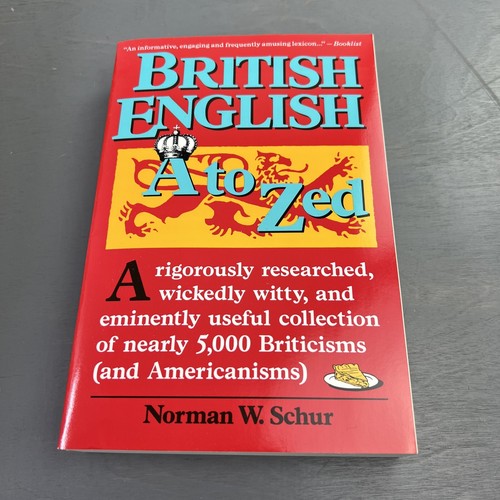 "An informative, engaging and frequently amusing lexicon..." — Booklist
BRITISH
ENGLISH
A to Zed
A rigorously researched,
wickedly witty, and
eminently useful collection
of nearly 5,000 Briticisms
(and Americanisms)
Norman W. Schur